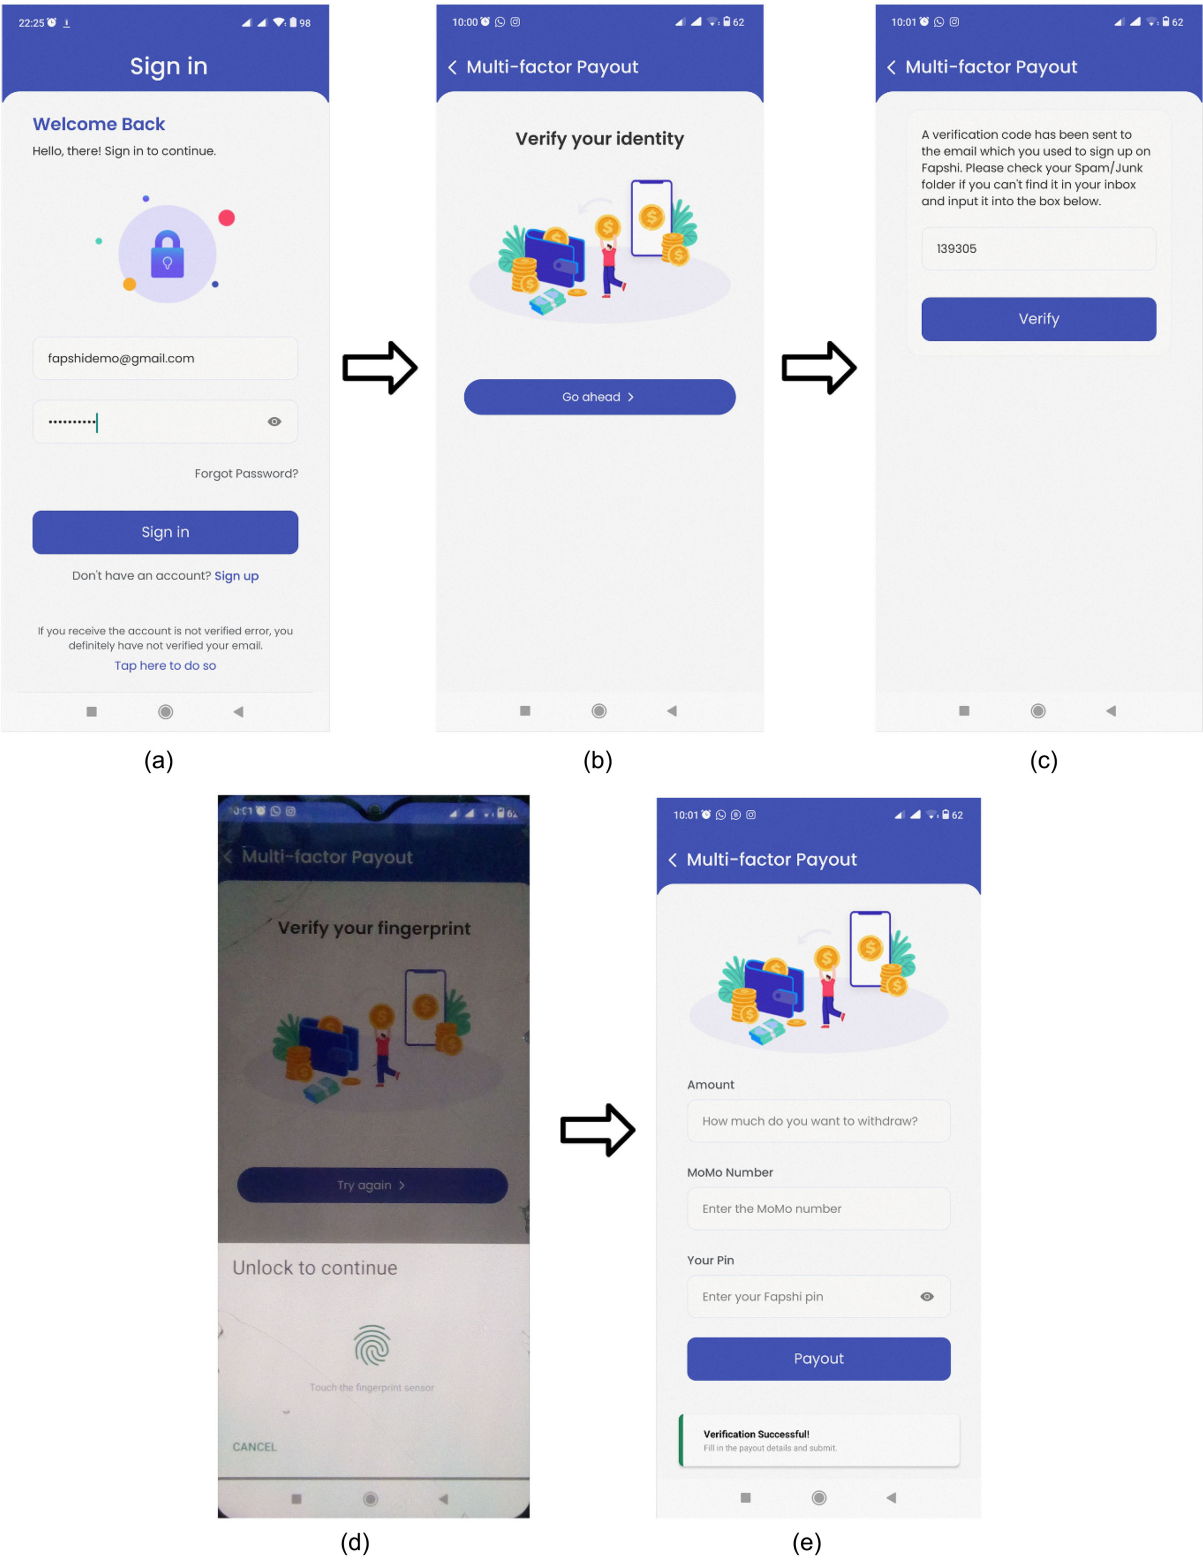 22:25 98
Sign in
Welcome Back
Hello, there! Sign in to continue.
fapshidemo@gmail.com
••••••••••
Forgot Password?
Sign in
Don't have an account? Sign up
If you receive the account is not verified error, you
definitely have not verified your email.
Tap here to do so
(a)
10:00 62
Multi-factor Payout
Verify your identity
Go ahead >
(b)
10:01 62
Multi-factor Payout
A verification code has been sent to
the email which you used to sign up on
Fapshi. Please check your Spam/Junk
folder if you can't find it in your inbox
and input it into the box below.
139305
Verify
(c)
10:01 62
Multi-factor Payout
Verify your fingerprint
Try again >
Unlock to continue
Touch the fingerprint sensor
CANCEL
(d)
10:01 62
Multi-factor Payout
Amount
How much do you want to withdraw?
MoMo Number
Enter the MoMo number
Your Pin
Enter your Fapshi pin
Payout
Verification Successful!
Fill in the payout details and submit.
(e)